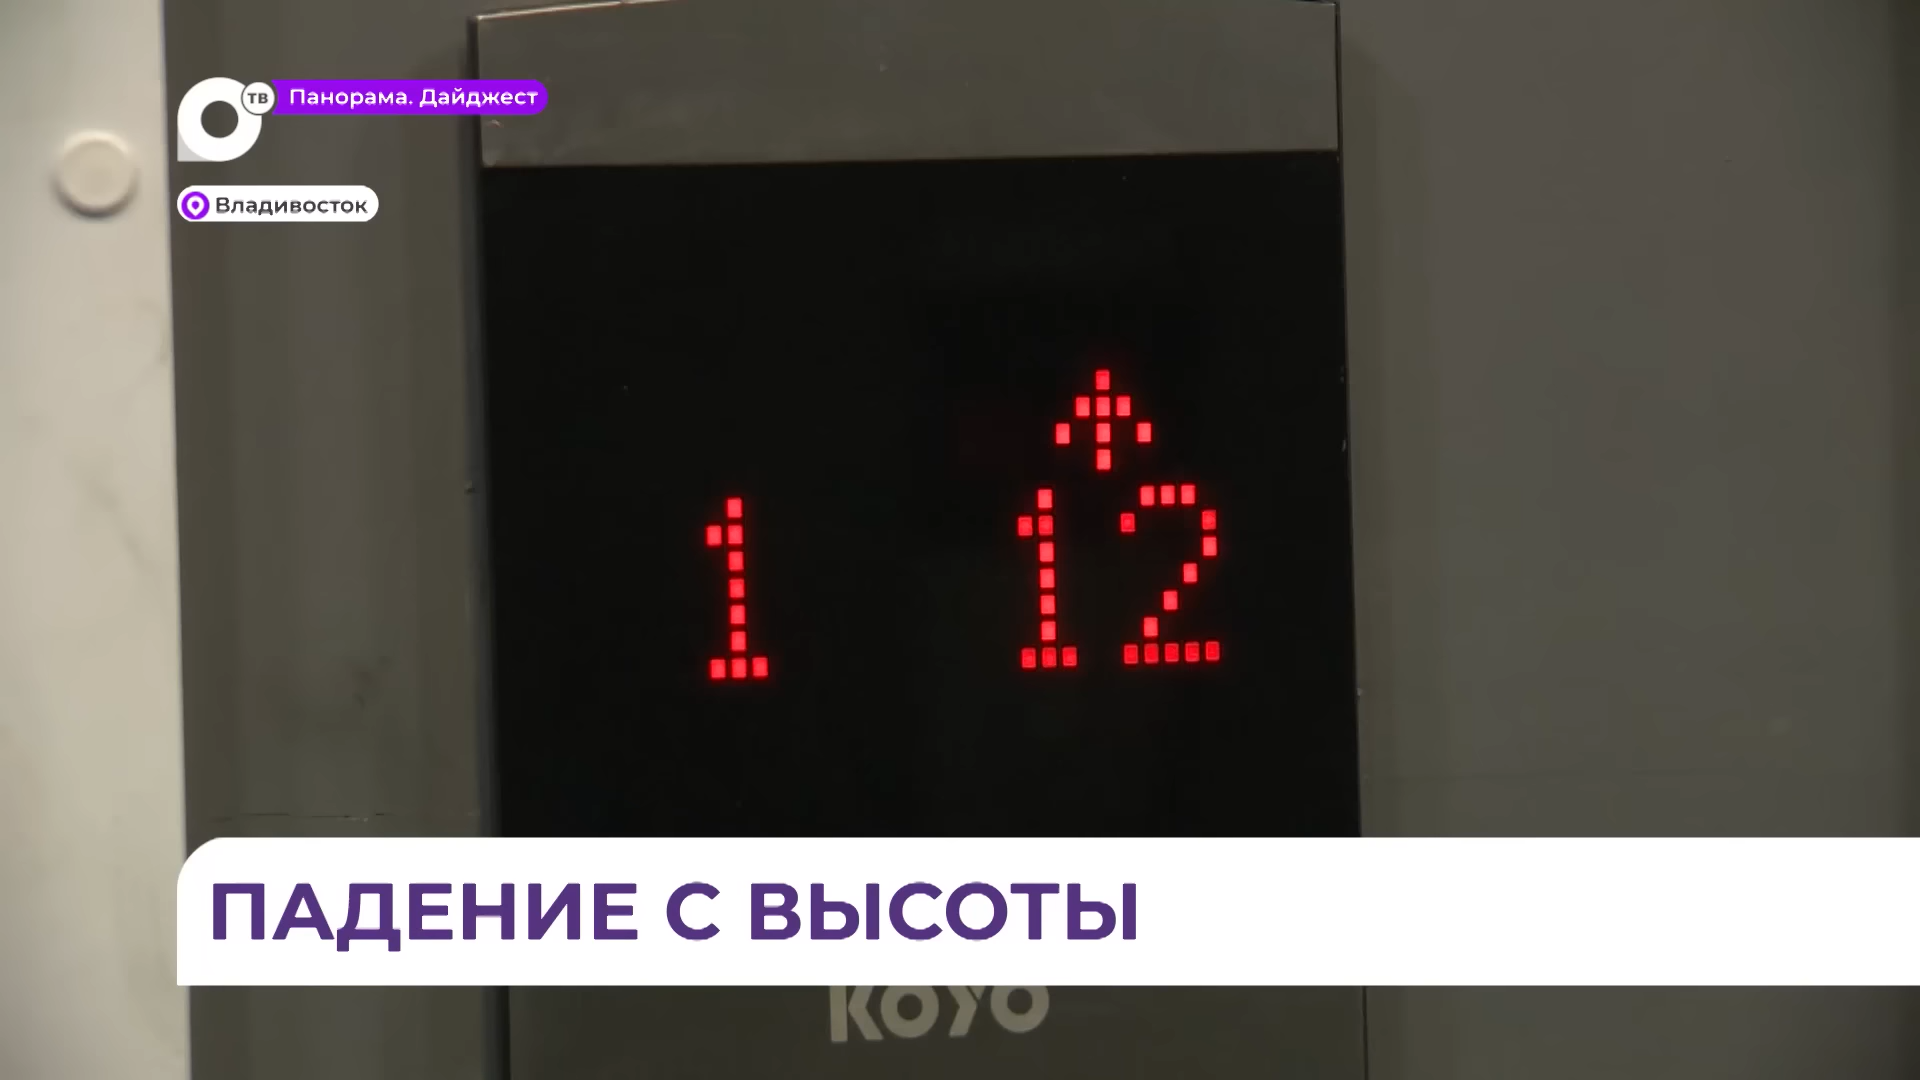 ТВ Панорама. Дайджест
Владивосток
1 12
ПАДЕНИЕ С ВЫСОТЫ
KOYO